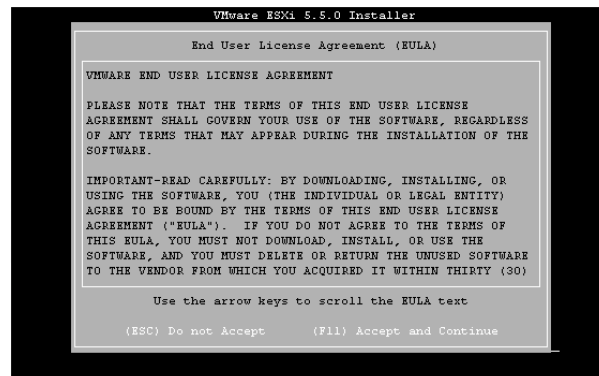 VMware ESXi 5.5.0 Installer
End User License Agreement (EULA)
VMWARE END USER LICENSE AGREEMENT
PLEASE NOTE THAT THE TERMS OF THIS END USER LICENSE
AGREEMENT SHALL GOVERN YOUR USE OF THE SOFTWARE, REGARDLESS
OF ANY TERMS THAT MAY APPEAR DURING THE INSTALLATION OF THE
SOFTWARE.
IMPORTANT-READ CAREFULLY: BY DOWNLOADING, INSTALLING, OR
USING THE SOFTWARE, YOU (THE INDIVIDUAL OR LEGAL ENTITY)
AGREE TO BE BOUND BY THE TERMS OF THIS END USER LICENSE
AGREEMENT ("EULA"). IF YOU DO NOT AGREE TO THE TERMS OF
THIS EULA, YOU MUST NOT DOWNLOAD, INSTALL, OR USE THE
SOFTWARE, AND YOU MUST DELETE OR RETURN THE UNUSED SOFTWARE
TO THE VENDOR FROM WHICH YOU ACQUIRED IT WITHIN THIRTY (30)
Use the arrow keys to scroll the EULA text
(ESC) Do not Accept (F11) Accept and Continue